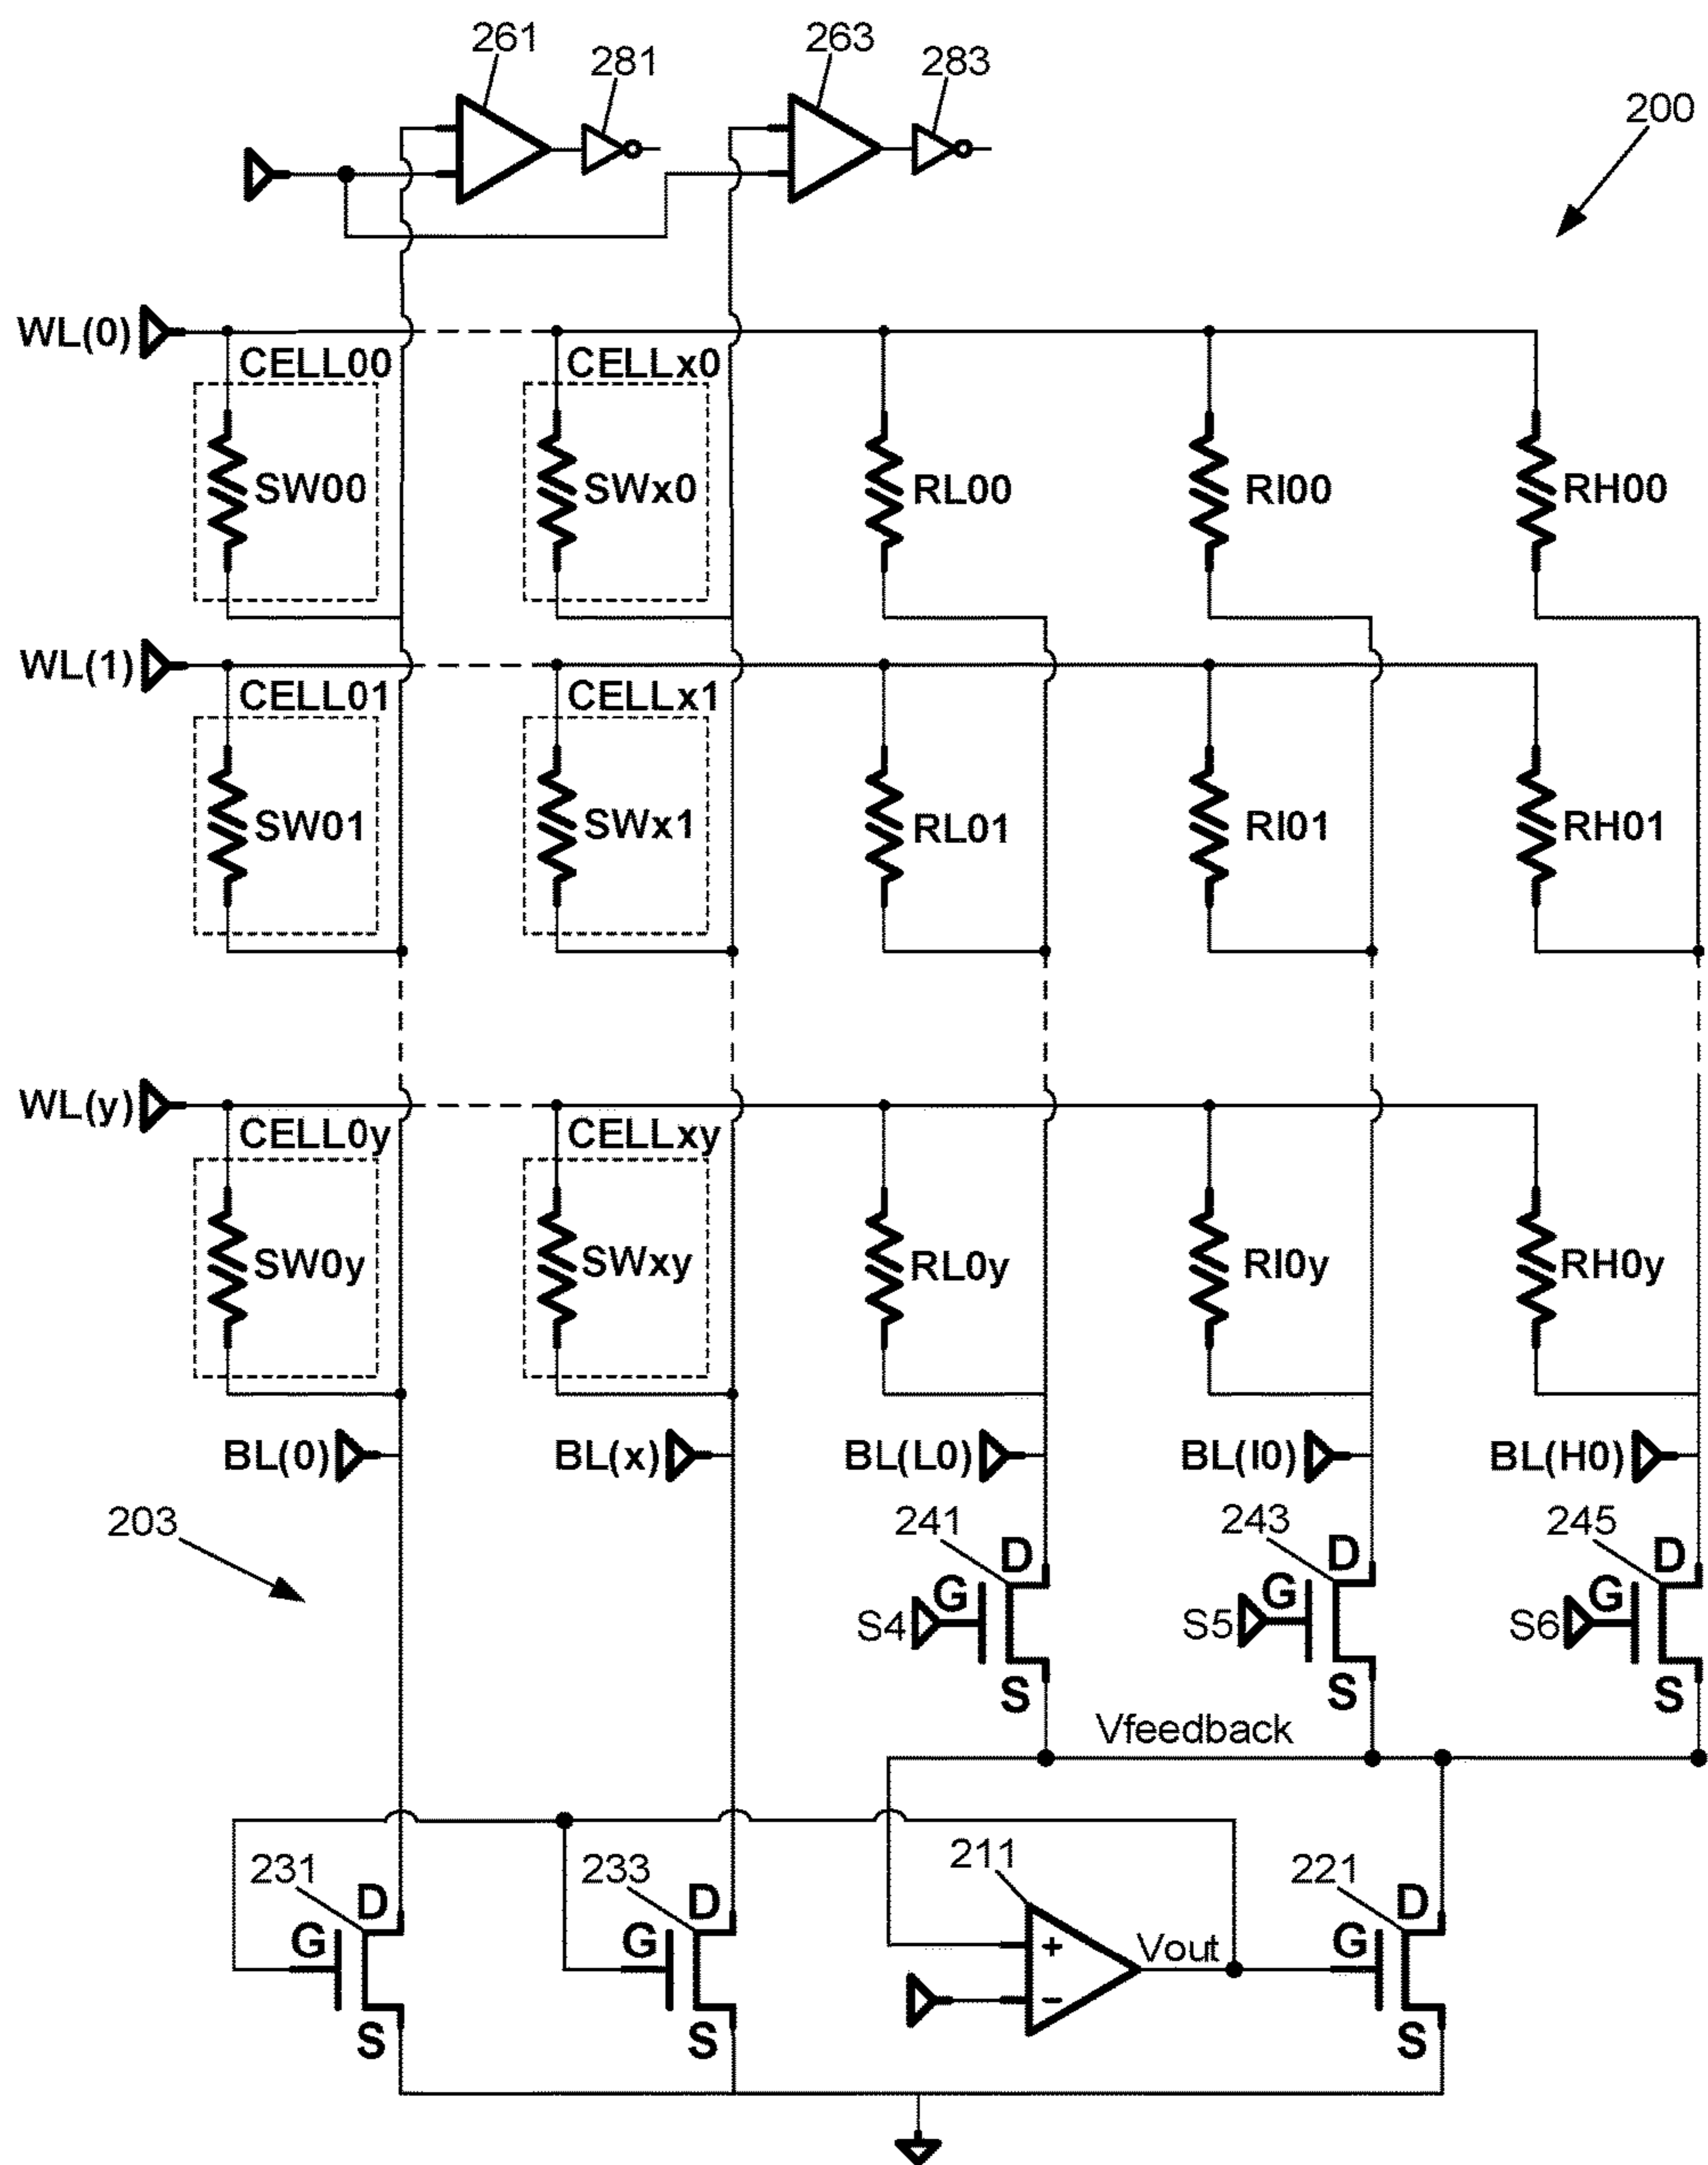 261
281
263
283
200
WL(0)
CELL00
CELLx0
SW00
SWx0
RL00
RI00
RH00
WL(1)
CELL01
CELLx1
SW01
SWx1
RL01
RI01
RH01
WL(y)
CELL0y
CELLxy
SW0y
SWxy
RL0y
RI0y
RH0y
BL(0)
BL(x)
BL(L0)
BL(I0)
BL(H0)
203
241
243
245
D
D
D
G
G
G
S4
S5
S6
S
S
S
Vfeedback
231
233
211
221
D
D
D
G
G
+
Vout
G
−
S
S
S